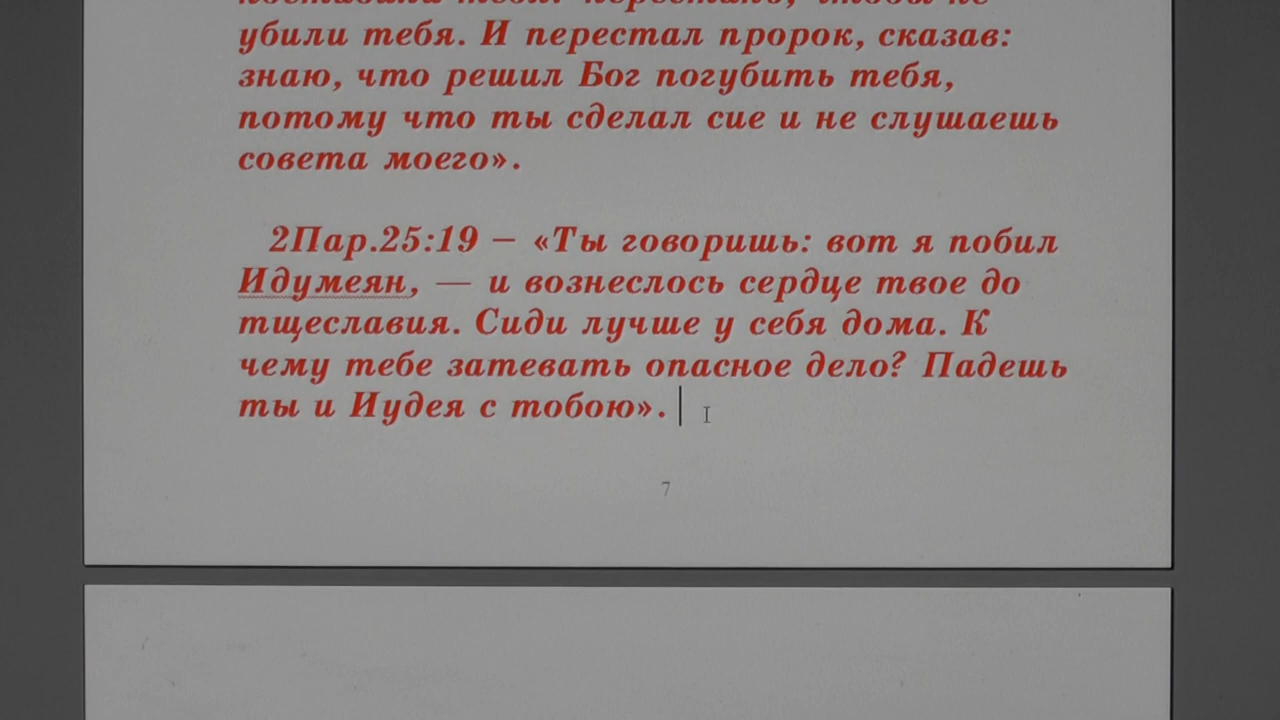 убили тебя. И перестал пророк, сказав:
знаю, что решил Бог погубить тебя,
потому что ты сделал сие и не слушаешь
совета моего».
2Пар.25:19 – «Ты говоришь: вот я побил
Идумеян, — и вознеслось сердце твое до
тщеславия. Сиди лучше у себя дома. К
чему тебе затевать опасное дело? Падешь
ты и Иудея с тобою».
7